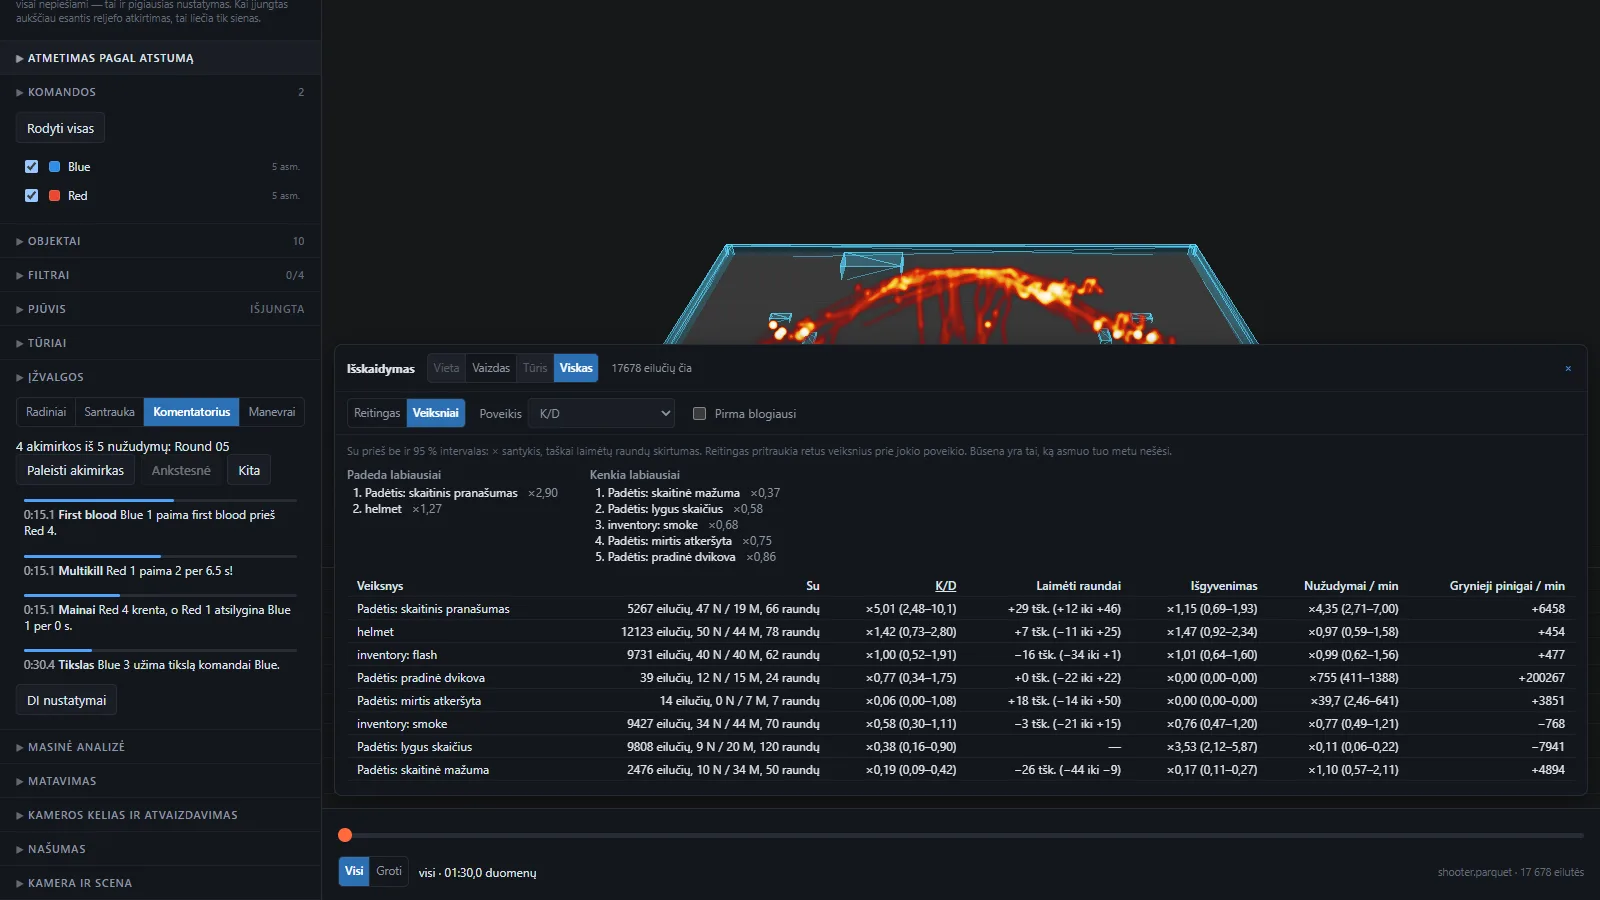 visai nepiešiami — tai ir pigiausias nustatymas. Kai įjungtas
aukščiau esantis reljefo atkirtimas, tai liečia tik sienas.
▶ ATMETIMAS PAGAL ATSTUMĄ
▶ KOMANDOS 2
Rodyti visas
Blue 5 asm.
Red 5 asm.
▶ OBJEKTAI 10
▶ FILTRAI 0/4
▶ PJŪVIS IŠJUNGTA
▶ TŪRIAI
▶ ĮŽVALGOS
Radiniai Santrauka Komentatorius Manevrai
4 akimirkos iš 5 nužudymų: Round 05
Paleisti akimirkas Ankstesnė Kita
0:15.1 First blood Blue 1 paima first blood prieš
Red 4.
0:15.1 Multikill Red 1 paima 2 per 6.5 s!
0:15.1 Mainai Red 4 krenta, o Red 1 atsilygina Blue
1 per 0 s.
0:30.4 Tikslas Blue 3 užima tikslą komandai Blue.
DI nustatymai
▶ MASINĖ ANALIZĖ
▶ MATAVIMAS
▶ KAMEROS KELIAS IR ATVAIZDAVIMAS
▶ NAŠUMAS
▶ KAMERA IR SCENA
Išskaidymas Vieta Vaizdas Tūris Viskas 17678 eilučių čia ×
Reitingas Veiksniai Poveikis K/D Pirma blogiausi
Su prieš be ir 95 % intervalas: × santykis, taškai laimėtų raundų skirtumas. Reitingas pritraukia retus veiksnius prie jokio poveikio. Būsena yra tai, ką asmuo tuo metu nešėsi.
Padeda labiausiai
1. Padėtis: skaitinis pranašumas ×2,90
2. helmet ×1,27
Kenkia labiausiai
1. Padėtis: skaitinė mažuma ×0,37
2. Padėtis: lygus skaičius ×0,58
3. inventory: smoke ×0,68
4. Padėtis: mirtis atkeršyta ×0,75
5. Padėtis: pradinė dvikova ×0,86
Veiksnys Su K/D Laimėti raundai Išgyvenimas Nužudymai / min Grynieji pinigai / min
Padėtis: skaitinis pranašumas 5267 eilučių, 47 N / 19 M, 66 raundų ×5,01 (2,48–10,1) +29 tšk. (+12 iki +46) ×1,15 (0,69–1,93) ×4,35 (2,71–7,00) +6458
helmet 12123 eilučių, 50 N / 44 M, 78 raundų ×1,42 (0,73–2,80) +7 tšk. (−11 iki +25) ×1,47 (0,92–2,34) ×0,97 (0,59–1,58) +454
inventory: flash 9731 eilučių, 40 N / 40 M, 62 raundų ×1,00 (0,52–1,91) −16 tšk. (−34 iki +1) ×1,01 (0,64–1,60) ×0,99 (0,62–1,56) +477
Padėtis: pradinė dvikova 39 eilučių, 12 N / 15 M, 24 raundų ×0,77 (0,34–1,75) +0 tšk. (−22 iki +22) ×0,00 (0,00–0,00) ×755 (411–1388) +200267
Padėtis: mirtis atkeršyta 14 eilučių, 0 N / 7 M, 7 raundų ×0,06 (0,00–1,08) +18 tšk. (−14 iki +50) ×0,00 (0,00–0,00) ×39,7 (2,46–641) +3851
inventory: smoke 9427 eilučių, 34 N / 44 M, 70 raundų ×0,58 (0,30–1,11) −3 tšk. (−21 iki +15) ×0,76 (0,47–1,20) ×0,77 (0,49–1,21) −768
Padėtis: lygus skaičius 9808 eilučių, 9 N / 20 M, 120 raundų ×0,38 (0,16–0,90) — ×3,53 (2,12–5,87) ×0,11 (0,06–0,22) −7941
Padėtis: skaitinė mažuma 2476 eilučių, 10 N / 34 M, 50 raundų ×0,19 (0,09–0,42) −26 tšk. (−44 iki −9) ×0,17 (0,11–0,27) ×1,10 (0,57–2,11) +4894
Visi Groti visi · 01:30,0 duomenų
shooter.parquet · 17 678 eilutės